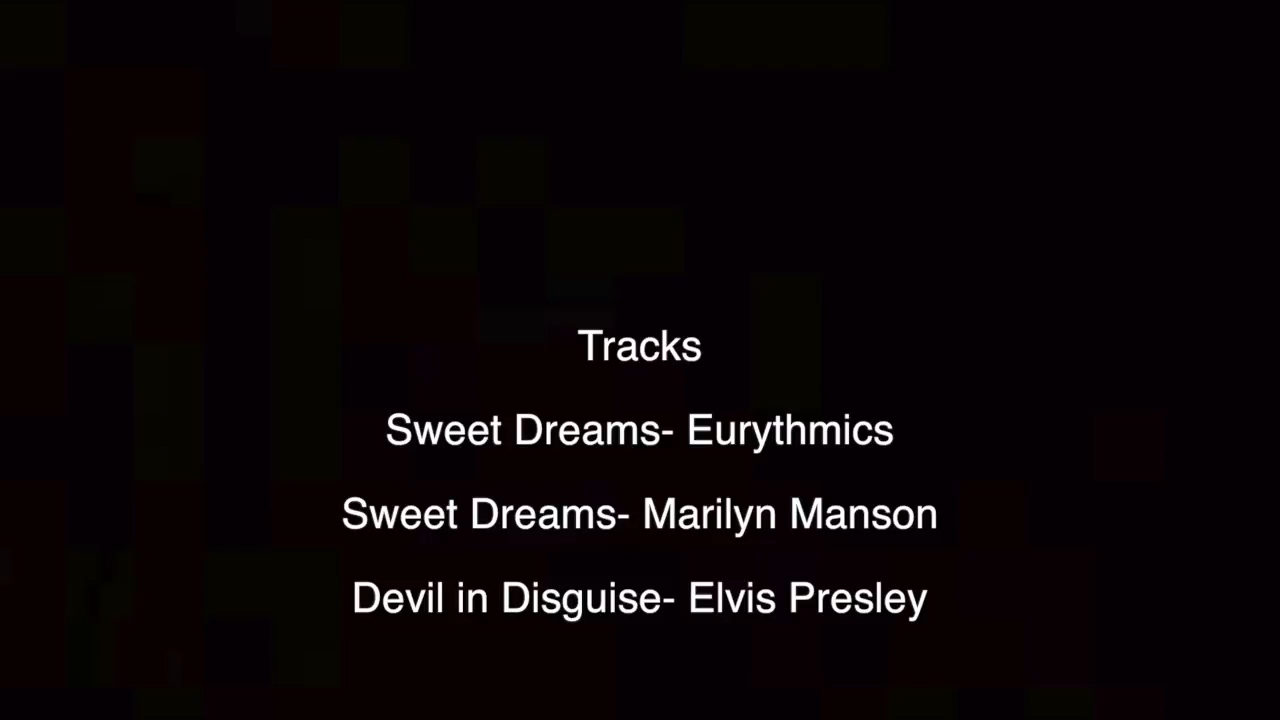 Tracks
Sweet Dreams- Eurythmics
Sweet Dreams- Marilyn Manson
Devil in Disguise- Elvis Presley